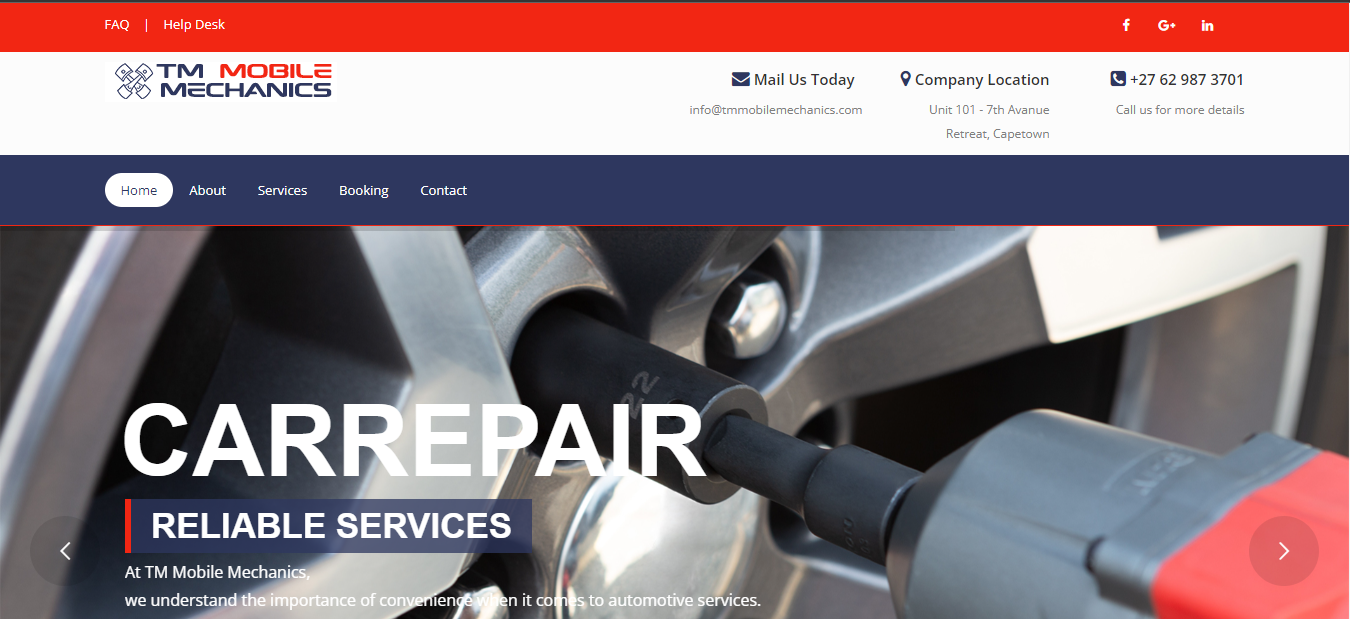 FAQ | Help Desk
TM MOBILE
MECHANICS
Mail Us Today
info@tmmobilemechanics.com
Company Location
Unit 101 - 7th Avanue
Retreat, Capetown
+27 62 987 3701
Call us for more details
Home About Services Booking Contact
22
CARREPAIR
RELIABLE SERVICES
At TM Mobile Mechanics,
we understand the importance of convenience when it comes to automotive services.